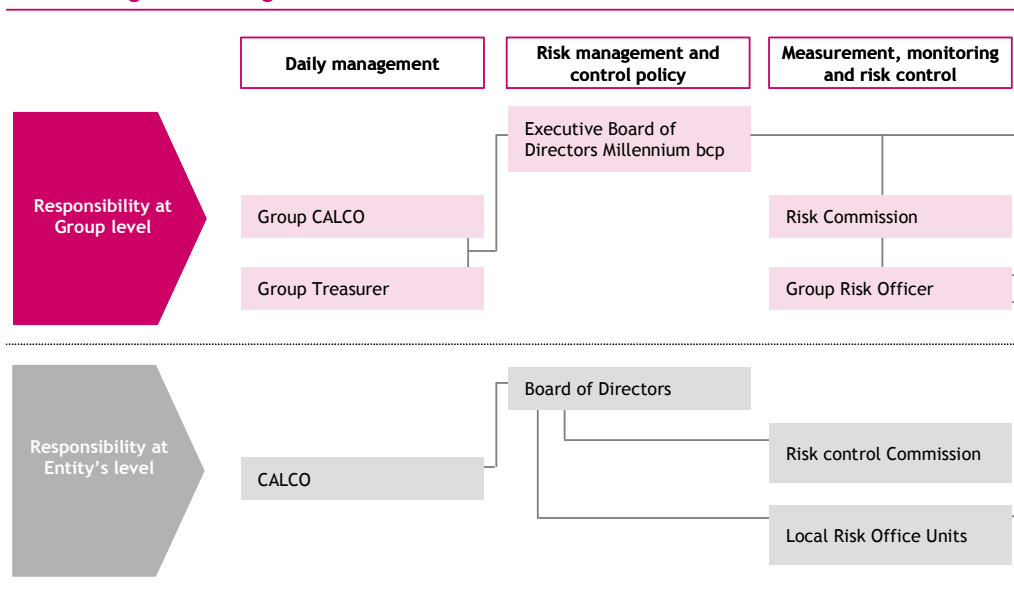 Daily management
Risk management and
control policy
Measurement, monitoring
and risk control
Executive Board of
Directors Millennium bcp
Responsibility at
Group level
Group CALCO
Risk Commission
Group Treasurer
Group Risk Officer
Board of Directors
Responsibility at
Entity’s level
Risk control Commission
CALCO
Local Risk Office Units